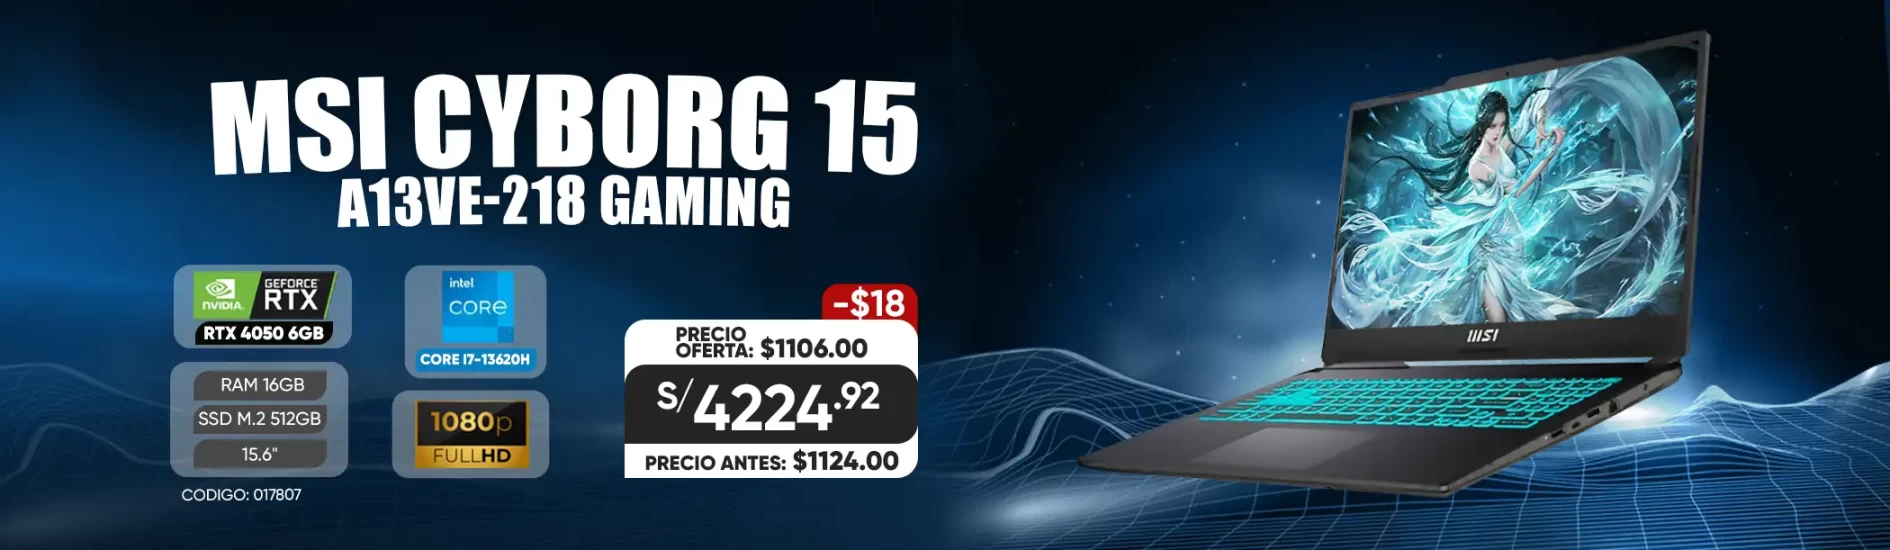 MSI CYBORG 15
A13VE-218 GAMING
NVIDIA.
GEFORCE
RTX
RTX 4050 6GB
intel
CORE
CORE I7-13620H
RAM 16GB
SSD M.2 512GB
15.6"
1080p
FULLHD
CODIGO: 017807
-$18
PRECIO
OFERTA: $1106.00
S/4224.92
PRECIO ANTES: $1124.00
msi